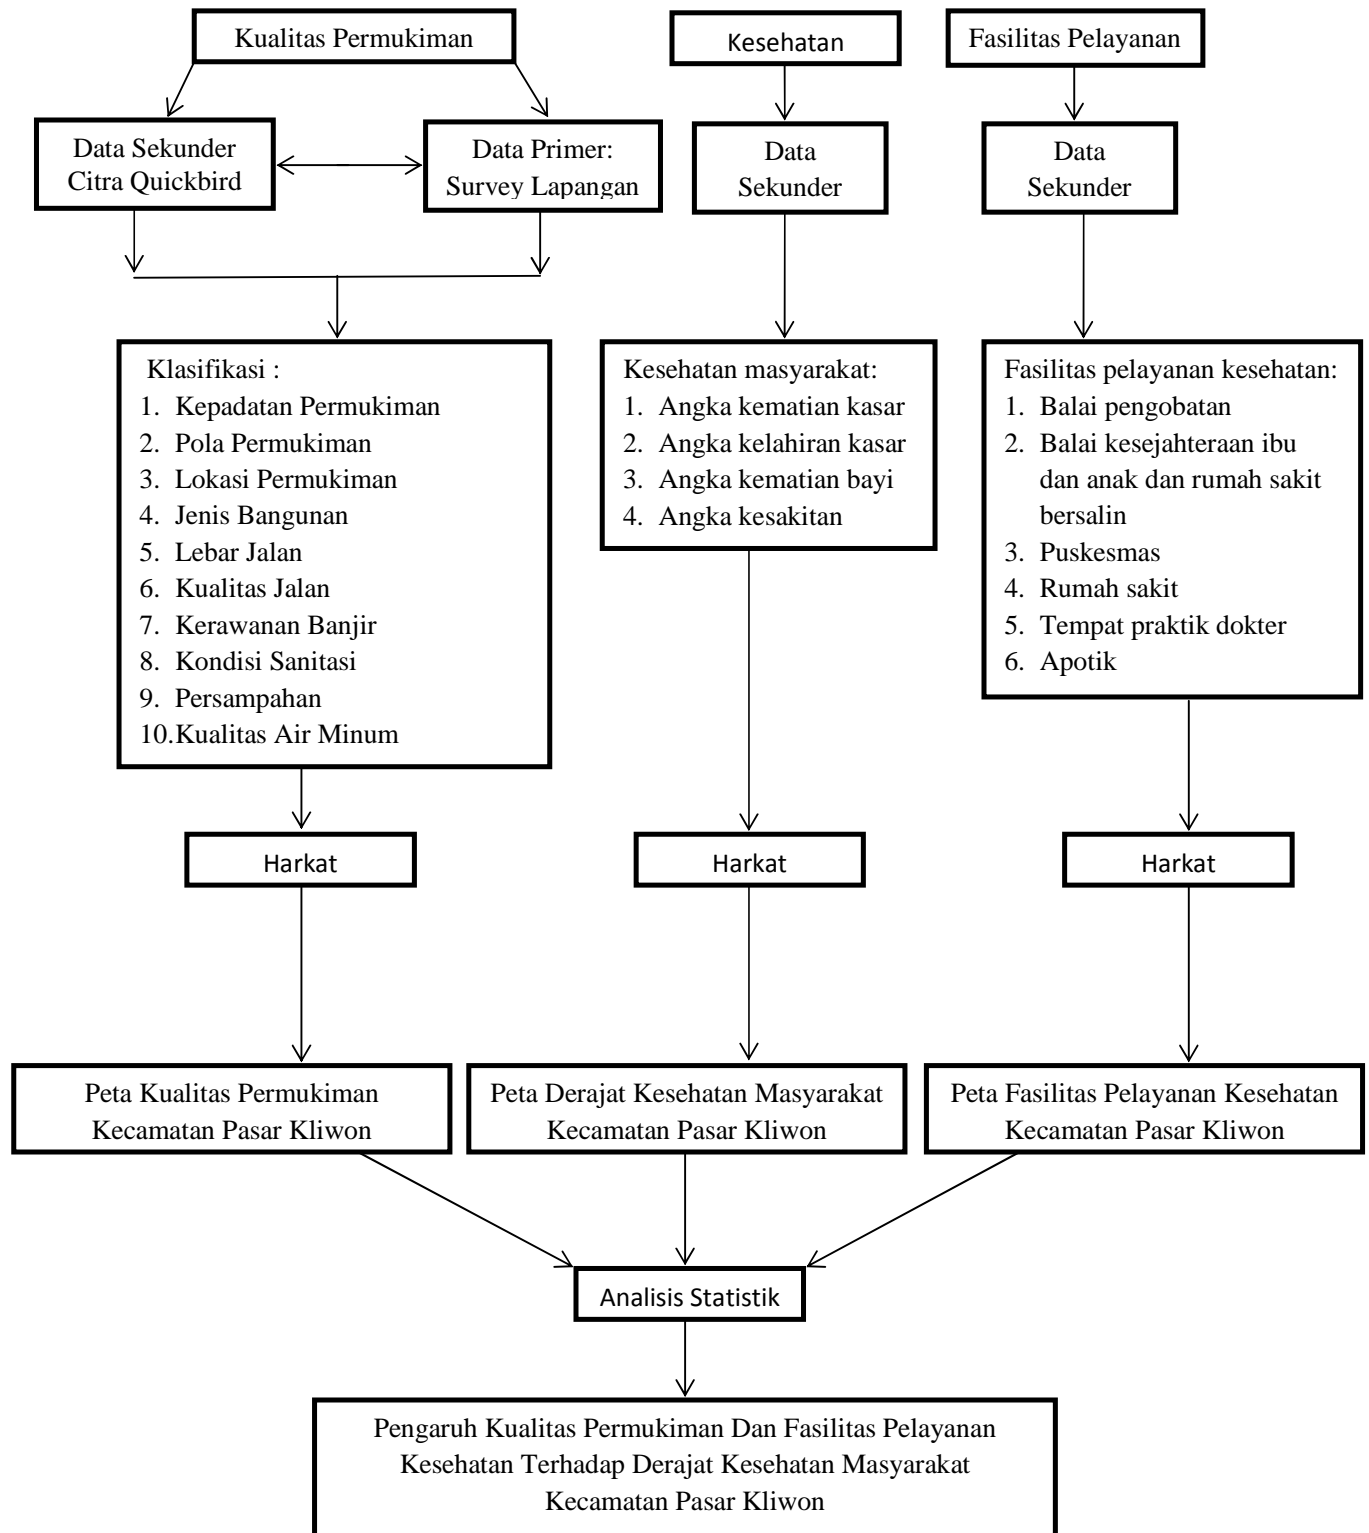 Kualitas Permukiman
Kesehatan
Fasilitas Pelayanan
Data Sekunder
Citra Quickbird
Data Primer:
Survey Lapangan
Data
Sekunder
Data
Sekunder
Klasifikasi :
1. Kepadatan Permukiman
2. Pola Permukiman
3. Lokasi Permukiman
4. Jenis Bangunan
5. Lebar Jalan
6. Kualitas Jalan
7. Kerawanan Banjir
8. Kondisi Sanitasi
9. Persampahan
10.Kualitas Air Minum
Kesehatan masyarakat:
1. Angka kematian kasar
2. Angka kelahiran kasar
3. Angka kematian bayi
4. Angka kesakitan
Fasilitas pelayanan kesehatan:
1. Balai pengobatan
2. Balai kesejahteraan ibu
dan anak dan rumah sakit
bersalin
3. Puskesmas
4. Rumah sakit
5. Tempat praktik dokter
6. Apotik
Harkat
Harkat
Harkat
Peta Kualitas Permukiman
Kecamatan Pasar Kliwon
Peta Derajat Kesehatan Masyarakat
Kecamatan Pasar Kliwon
Peta Fasilitas Pelayanan Kesehatan
Kecamatan Pasar Kliwon
Analisis Statistik
Pengaruh Kualitas Permukiman Dan Fasilitas Pelayanan
Kesehatan Terhadap Derajat Kesehatan Masyarakat
Kecamatan Pasar Kliwon